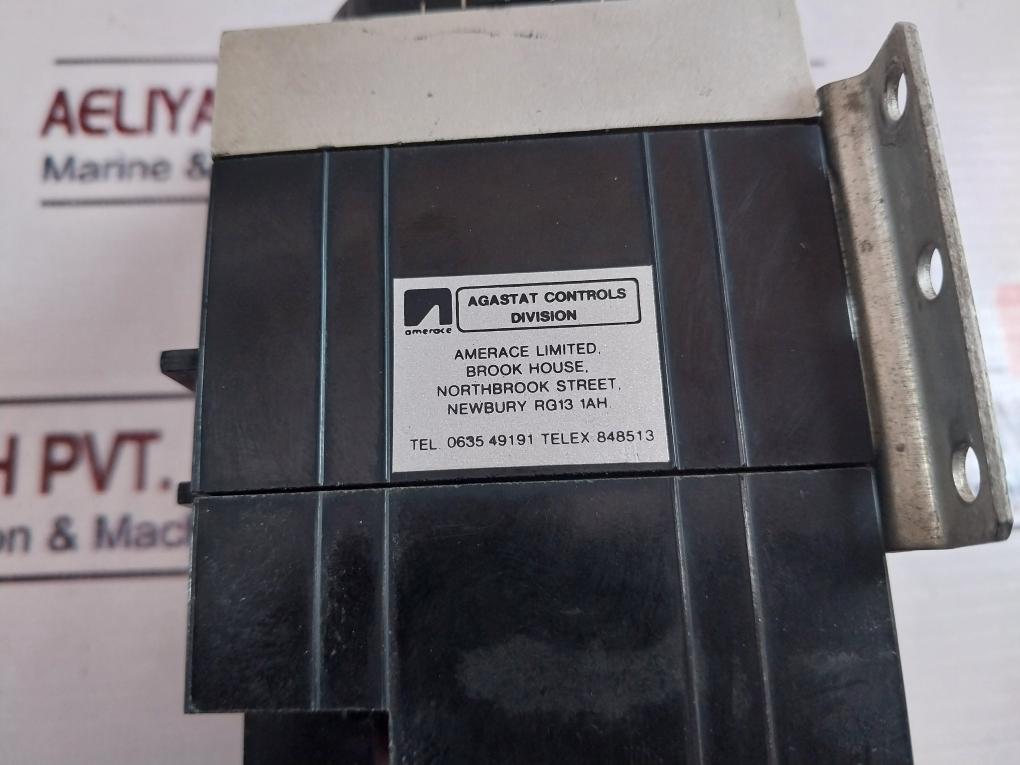 AELIYA
Marine &
amerace
AGASTAT CONTROLS
DIVISION
AMERACE LIMITED,
BROOK HOUSE,
NORTHBROOK STREET,
NEWBURY RG13 1AH.
TEL. 0635 49191 TELEX 848513
H PVT.
on & Mach